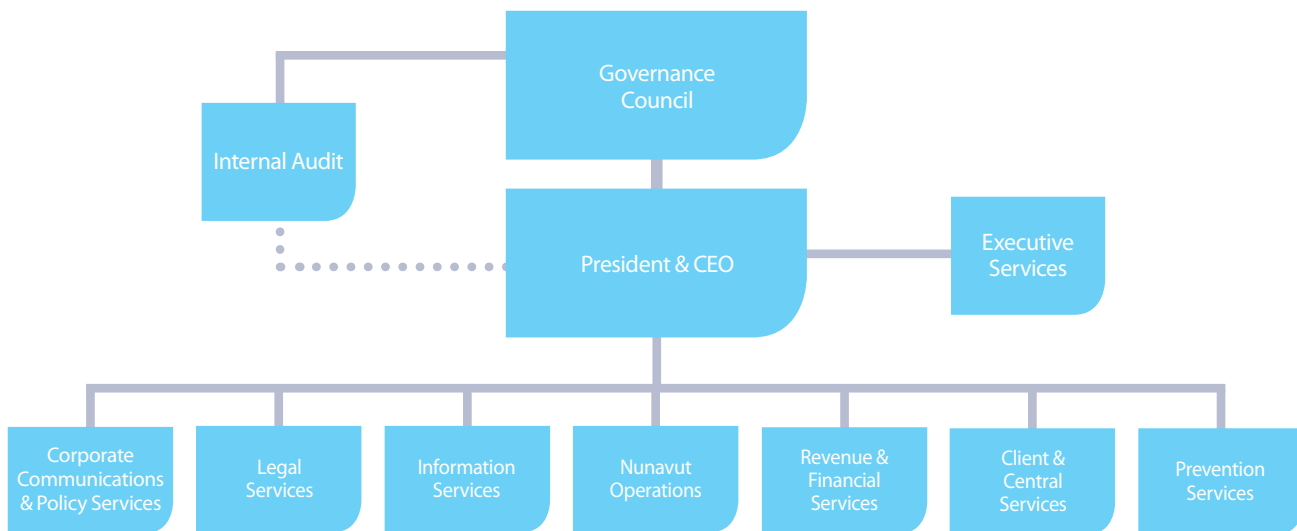 Governance
Council
Internal Audit
President & CEO
Executive
Services
Corporate
Communications
& Policy Services
Legal
Services
Information
Services
Nunavut
Operations
Revenue &
Financial
Services
Client &
Central
Services
Prevention
Services